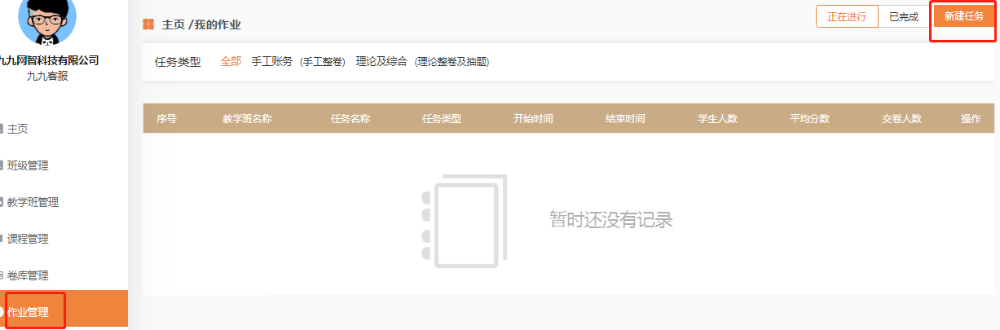 主页 /我的作业
正在进行 已完成 新建任务
九九网智科技有限公司
九九客服
任务类型 全部 手工账务 (手工整卷) 理论及综合 (理论整卷及抽题)
序号 教学班名称 任务名称 任务类型 开始时间 结束时间 学生人数 平均分数 交卷人数 操作
主页
班级管理
教学班管理
课程管理
卷库管理
作业管理
暂时还没有记录